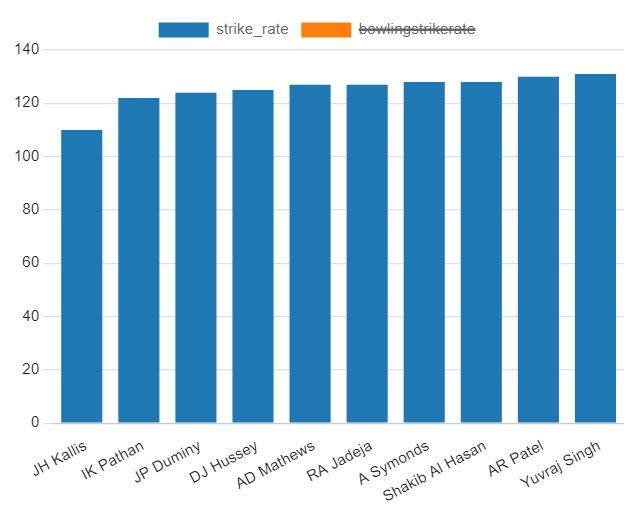 strike_rate bowlingstrikerate
140
120
100
80
60
40
20
0
JH Kallis
IK Pathan
JP Duminy
DJ Hussey
AD Mathews
RA Jadeja
A Symonds
Shakib Al Hasan
AR Patel
Yuvraj Singh